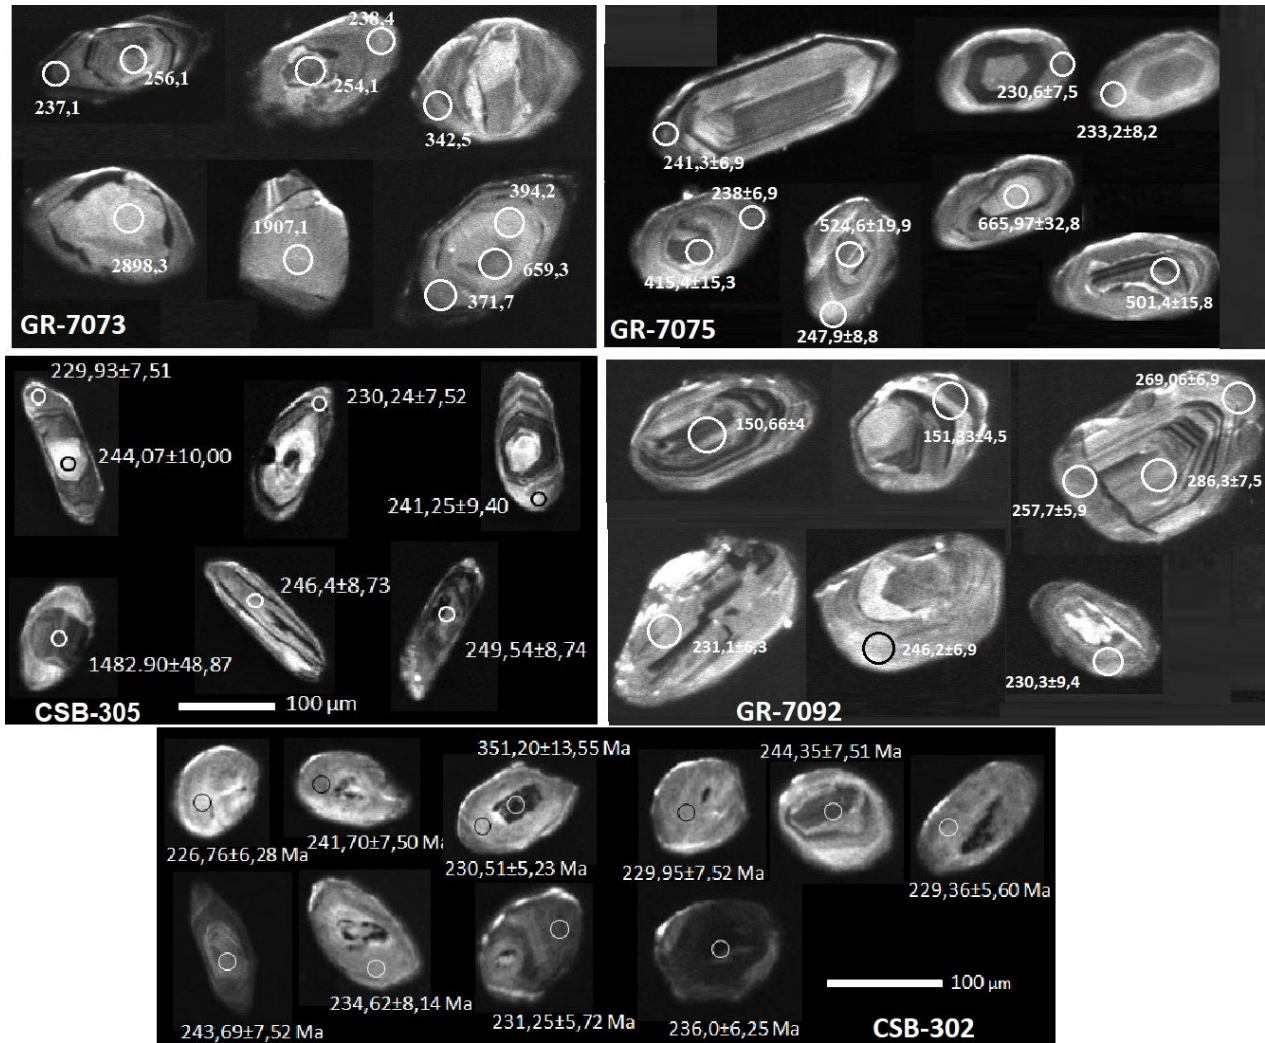 238,4
256,1
254,1
237,1
342,5
394,2
1907,1
2898,3
659,3
371,7
GR-7073
230,6±7,5
233,2±8,2
241,3±6,9
238±6,9
524,6±19,9
665,97±32,8
415,4±15,3
501,4±15,8
247,9±8,8
GR-7075
229,93±7,51
230,24±7,52
244,07±10,00
241,25±9,40
246,4±8,73
249,54±8,74
1482.90±48,87
CSB-305
100 µm
269,06±6,9
150,66±4
151,33±4,5
286,3±7,5
257,7±5,9
231,1±6,3
246,2±6,9
230,3±9,4
GR-7092
351,20±13,55 Ma
244,35±7,51 Ma
241,70±7,50 Ma
226,76±6,28 Ma
230,51±5,23 Ma
229,95±7,52 Ma
229,36±5,60 Ma
234,62±8,14 Ma
243,69±7,52 Ma
231,25±5,72 Ma
236,0±6,25 Ma
100 µm
CSB-302